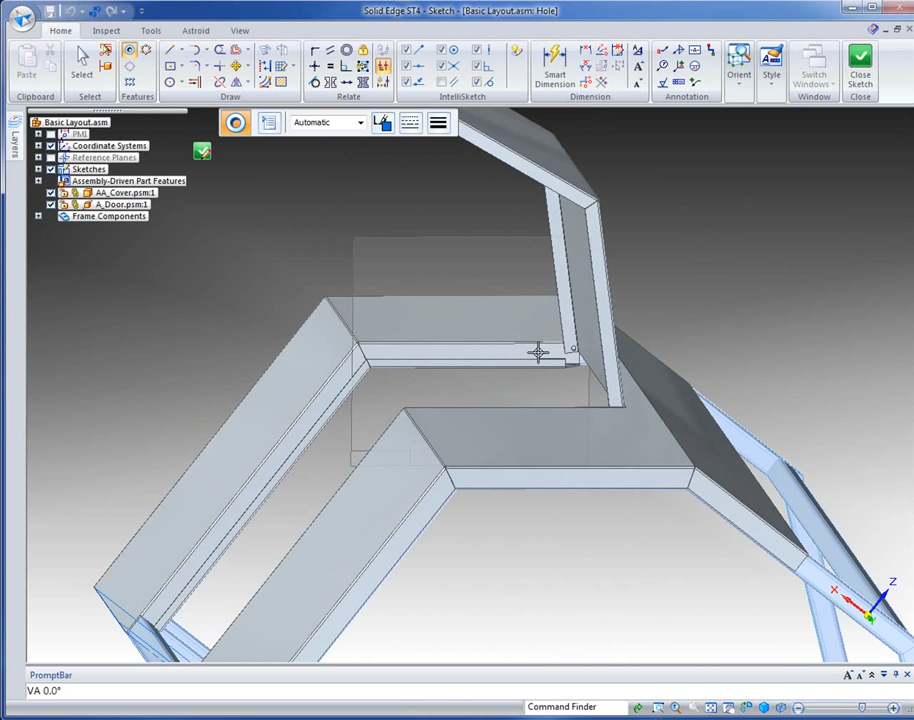 Solid Edge ST4 - Sketch - [Basic Layout.asm: Hole]
Home Inspect Tools Astroid View
Paste
Select
Smart Dimension
Orient
Style
Switch Windows
Close Sketch
Clipboard Select Features Draw Relate IntelliSketch Dimension Annotation Window Close
Layers
Automatic
Basic Layout.asm
PMI
Coordinate Systems
Reference Planes
Sketches
Assembly-Driven Part Features
AA_Cover.psm:1
A_Door.psm:1
Frame Components
X
Z
Y
PromptBar
VA 0.0°
Command Finder